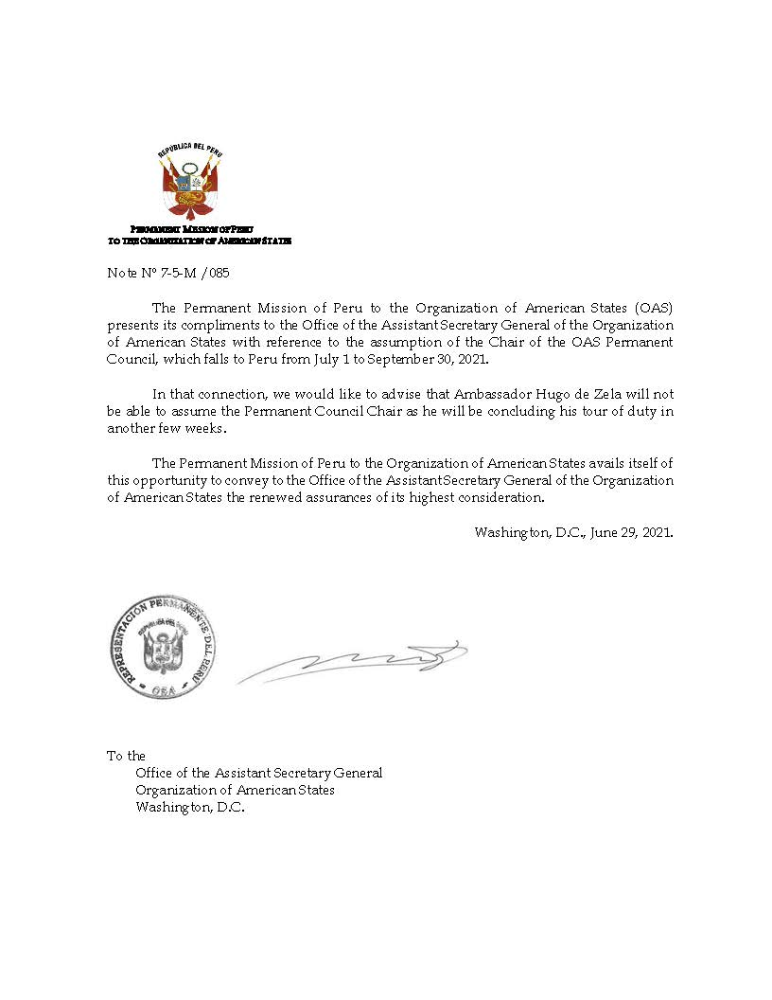 REPÚBLICA DEL PERU
PERMANENT MISSION OF PERU
TO THE ORGANIZATION OF AMERICAN STATES
Note Nº 7-5-M /085
The Permanent Mission of Peru to the Organization of American States (OAS)
presents its compliments to the Office of the Assistant Secretary General of the Organization
of American States with reference to the assumption of the Chair of the OAS Permanent
Council, which falls to Peru from July 1 to September 30, 2021.
In that connection, we would like to advise that Ambassador Hugo de Zela will not
be able to assume the Permanent Council Chair as he will be concluding his tour of duty in
another few weeks.
The Permanent Mission of Peru to the Organization of American States avails itself of
this opportunity to convey to the Office of the Assistant Secretary General of the Organization
of American States the renewed assurances of its highest consideration.
Washington, D.C., June 29, 2021.
REPRESENTACIÓN PERMANENTE DEL PERU
REPUBLICA DEL PERU
- OEA -
To the
Office of the Assistant Secretary General
Organization of American States
Washington, D.C.